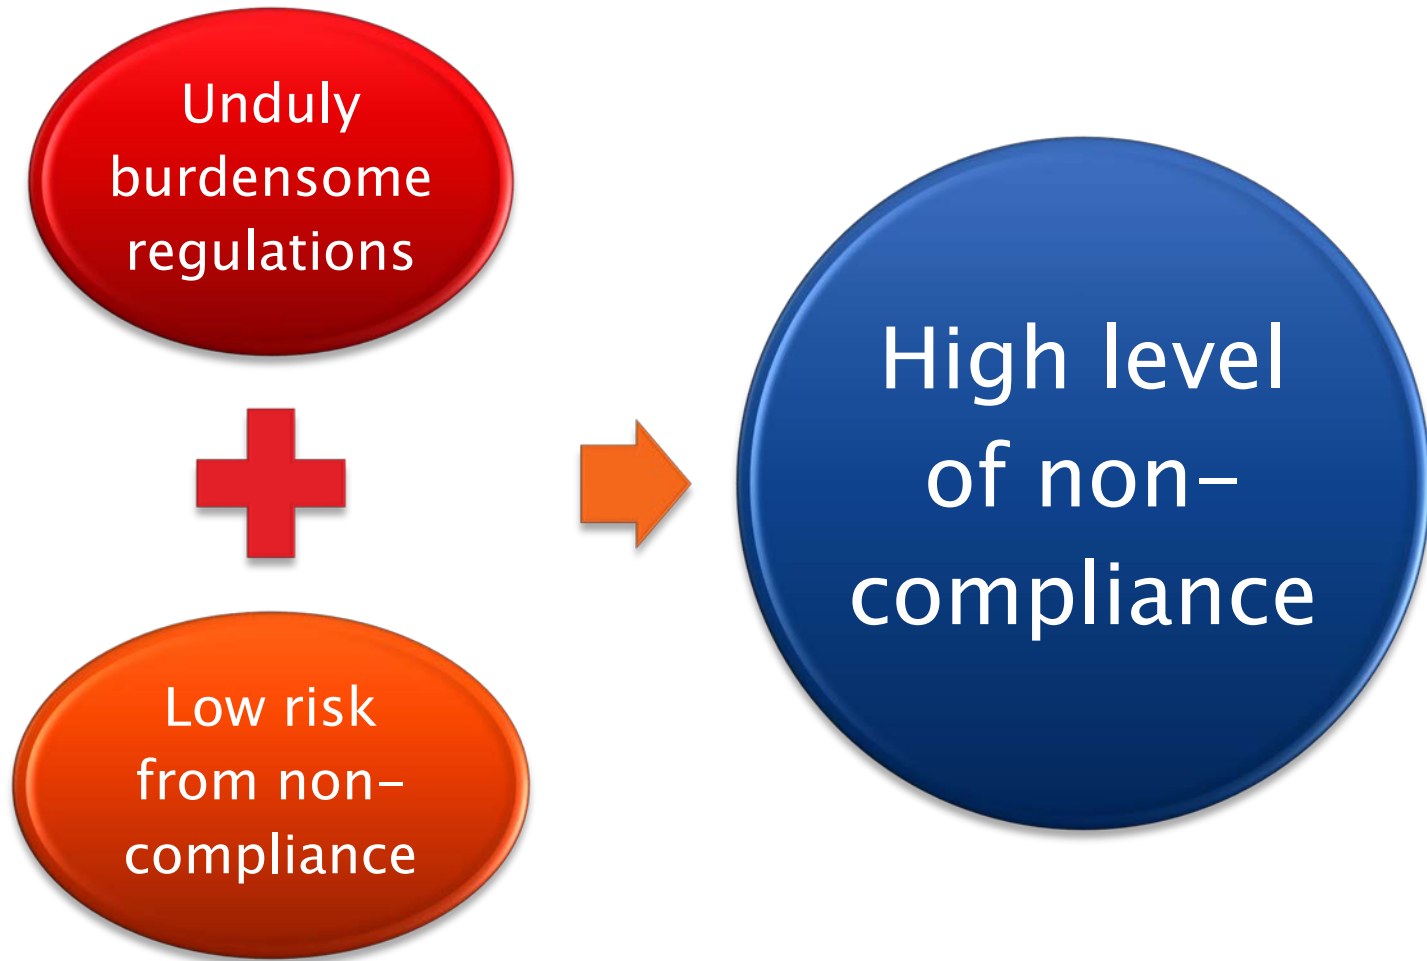 Unduly
burdensome
regulations
Low risk
from non-
compliance
High level
of non-
compliance